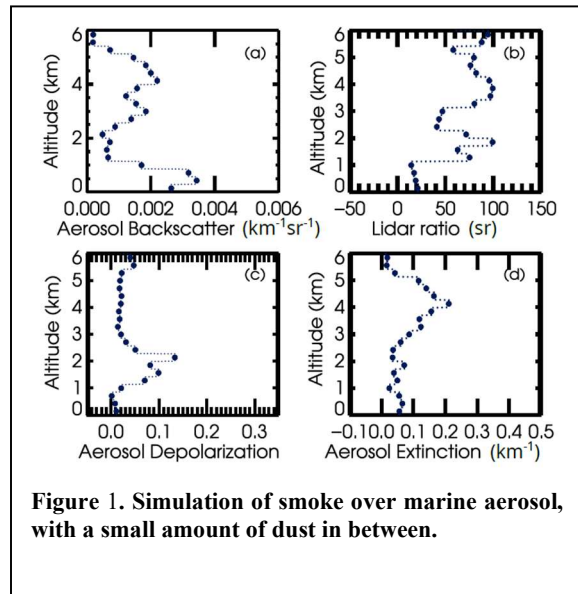 6
5
4
3
2
1
0
Altitude (km)
(a)
0.000 0.002 0.004 0.006
Aerosol Backscatter (km⁻¹sr⁻¹)
6
5
4
3
2
1
0
Altitude (km)
(b)
-50 0 50 100 150
Lidar ratio (sr)
6
5
4
3
2
1
0
Altitude (km)
(c)
0.0 0.1 0.2 0.3
Aerosol Depolarization
6
5
4
3
2
1
0
Altitude (km)
(d)
-0.10.0 0.1 0.2 0.3 0.4 0.5
Aerosol Extinction (km⁻¹)
Figure 1. Simulation of smoke over marine aerosol,
with a small amount of dust in between.